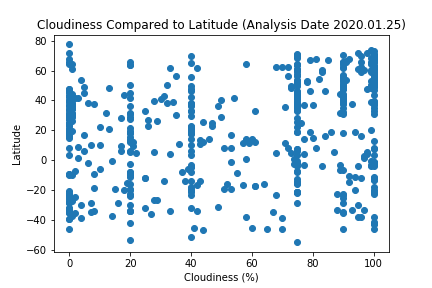 Cloudiness Compared to Latitude (Analysis Date 2020.01.25)
80
60
40
20
0
−20
−40
−60
Latitude
0 20 40 60 80 100
Cloudiness (%)